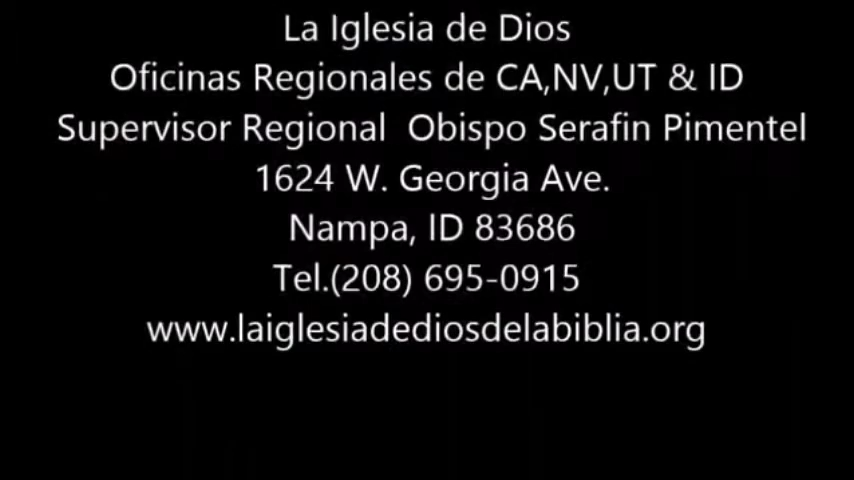 La Iglesia de Dios
Oficinas Regionales de CA,NV,UT & ID
Supervisor Regional  Obispo Serafin Pimentel
1624 W. Georgia Ave.
Nampa, ID 83686
Tel.(208) 695-0915
www.laiglesiadediosdelabiblia.org